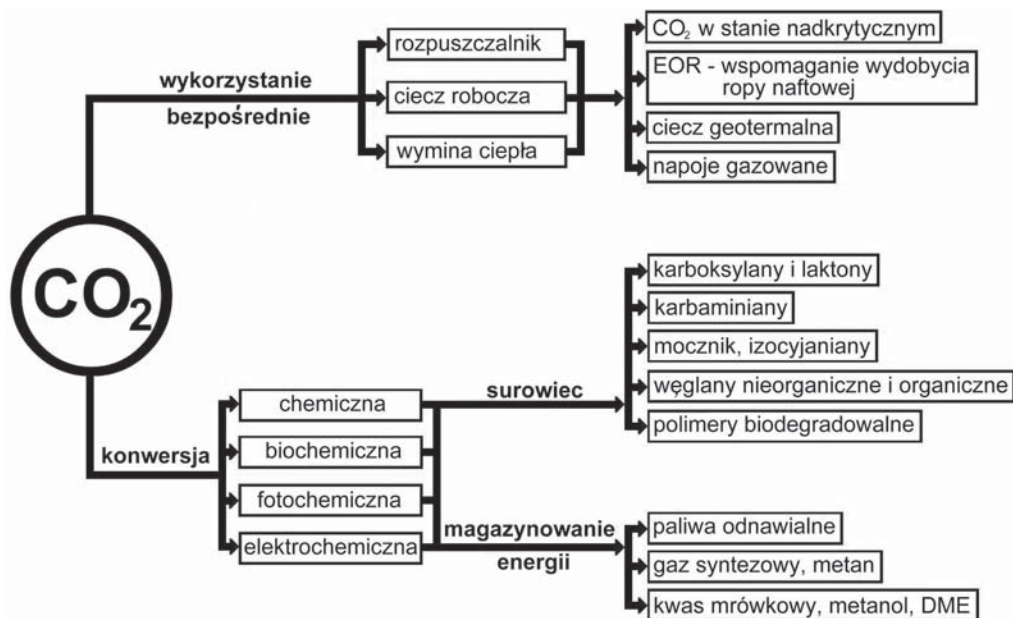 CO₂
wykorzystanie
bezpośrednie
rozpuszczalnik
ciecz robocza
wymina ciepła
CO₂ w stanie nadkrytycznym
EOR - wspomaganie wydobycia
ropy naftowej
ciecz geotermalna
napoje gazowane
konwersja
chemiczna
biochemiczna
fotochemiczna
elektrochemiczna
surowiec
karboksylany i laktony
karbaminiany
mocznik, izocyjaniany
węglany nieorganiczne i organiczne
polimery biodegradowalne
magazynowanie
energii
paliwa odnawialne
gaz syntezowy, metan
kwas mrówkowy, metanol, DME